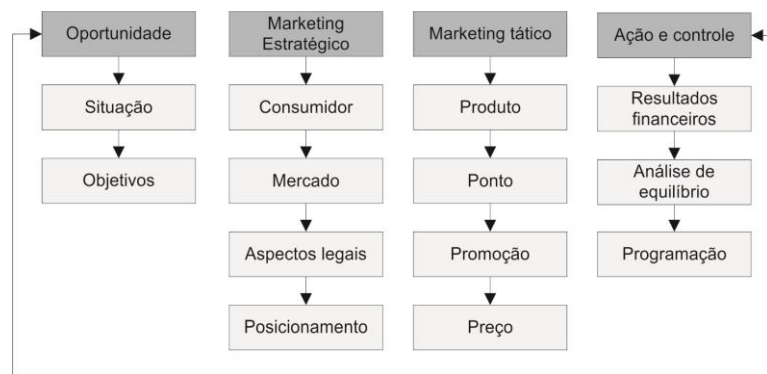 Oportunidade
Situação
Objetivos
Marketing
Estratégico
Consumidor
Mercado
Aspectos legais
Posicionamento
Marketing tático
Produto
Ponto
Promoção
Preço
Ação e controle
Resultados
financeiros
Análise de
equilíbrio
Programação